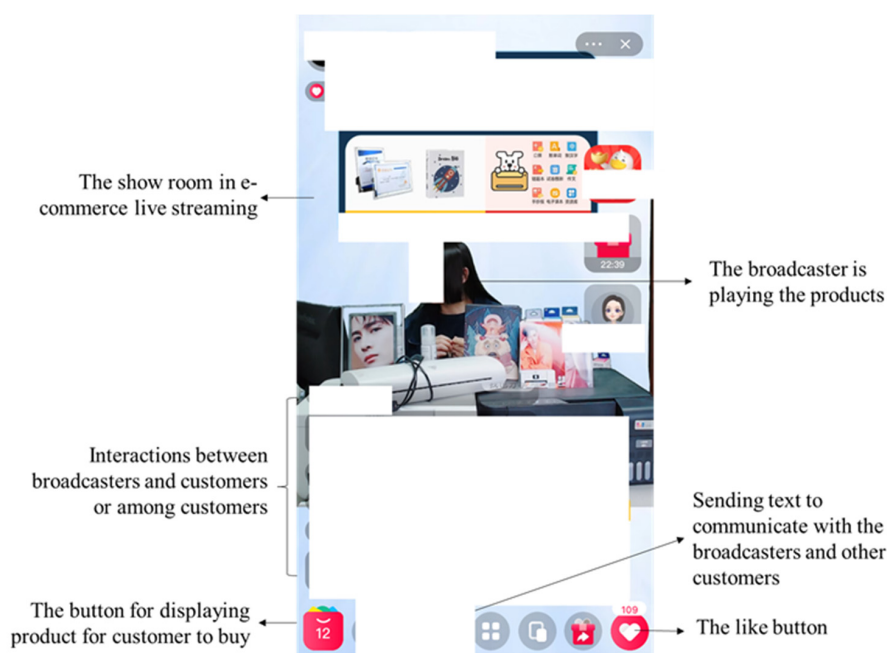 The show room in e-
commerce live streaming
22:39
The broadcaster is
playing the products
Interactions between
broadcasters and customers
or among customers
Sending text to
communicate with the
broadcasters and other
customers
The button for displaying
product for customer to buy
12
109
The like button